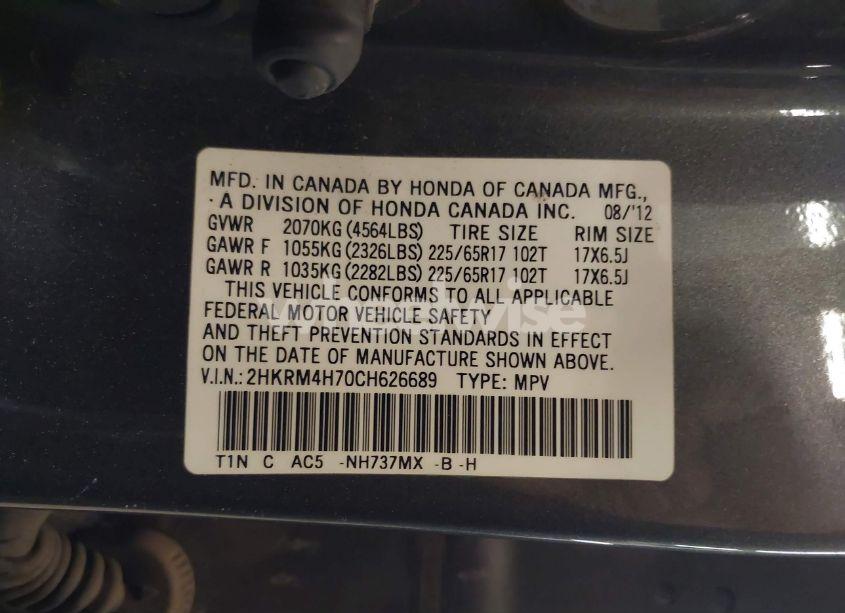 MFD. IN CANADA BY HONDA OF CANADA MFG.,
A DIVISION OF HONDA CANADA INC. 08/'12
GVWR 2070KG (4564LBS) TIRE SIZE RIM SIZE
GAWR F 1055KG (2326LBS) 225/65R17 102T 17X6.5J
GAWR R 1035KG (2282LBS) 225/65R17 102T 17X6.5J
THIS VEHICLE CONFORMS TO ALL APPLICABLE
FEDERAL MOTOR VEHICLE SAFETY
AND THEFT PREVENTION STANDARDS IN EFFECT
ON THE DATE OF MANUFACTURE SHOWN ABOVE.
V.I.N.: 2HKRM4H70CH626689 TYPE: MPV
T1N C AC5 -NH737MX -B -H